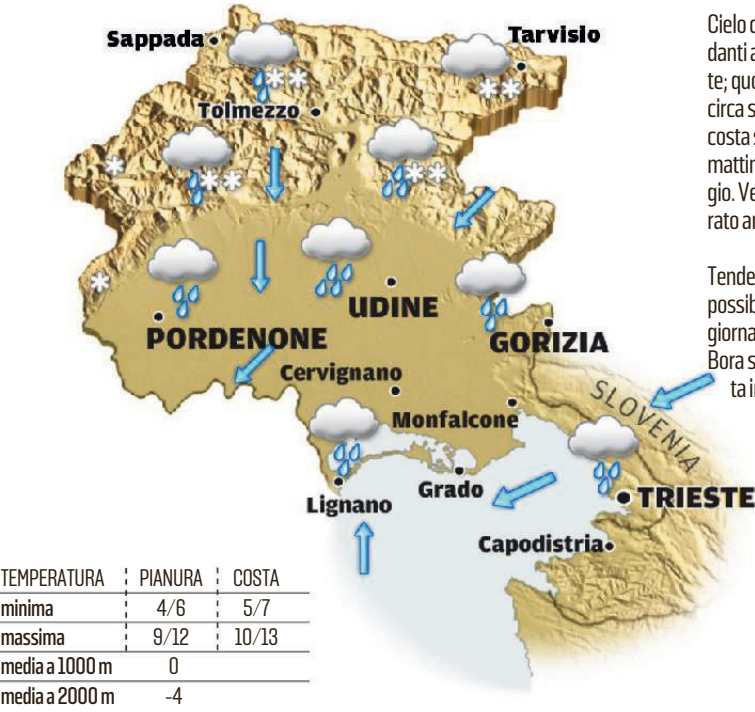 Sappada
Tarvisio
Tolmezzo
UDINE
PORDENONE
GORIZIA
Cervignano
Monfalcone
SLOVENIA
Lignano
Grado
TRIESTE
Capodistria
Cielo c
danti a
te; quo
circa s
costa s
mattin
gio. Ve
rato an
Tende
possib
giorna
Bora s
ta i
TEMPERATURA PIANURA COSTA
minima 4/6 5/7
massima 9/12 10/13
media a 1000 m 0
media a 2000 m -4